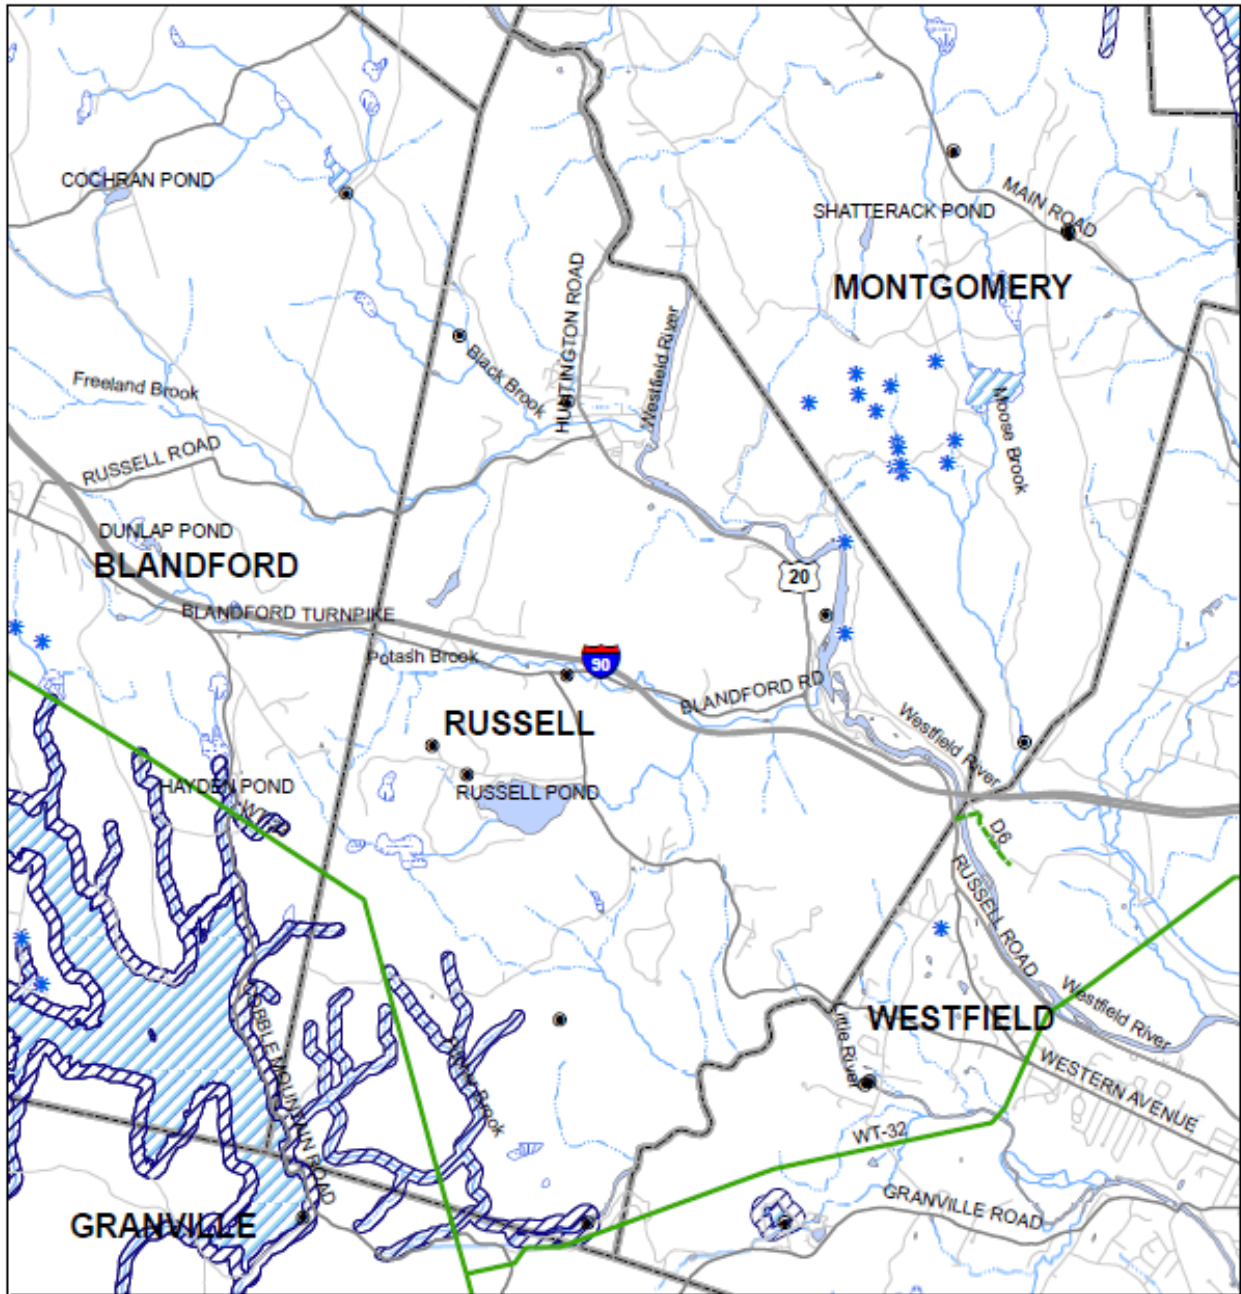 COCHRAN POND
MAIN ROAD
SHATTERACK POND
MONTGOMERY
HUNTINGTON ROAD
Westfield River
Black Brook
Freeland Brook
Moose Brook
RUSSELL ROAD
DUNLAP POND
BLANDFORD
20
BLANDFORD TURNPIKE
Potash Brook
90
BLANDFORD RD
RUSSELL
Westfield River
HAYDEN POND
RUSSELL POND
D6
RUSSELL ROAD
WESTFIELD
Westfield River
Little River
COBBLE MOUNTAIN ROAD
WESTERN AVENUE
WT-32
GRANVILLE ROAD
GRANVILLE